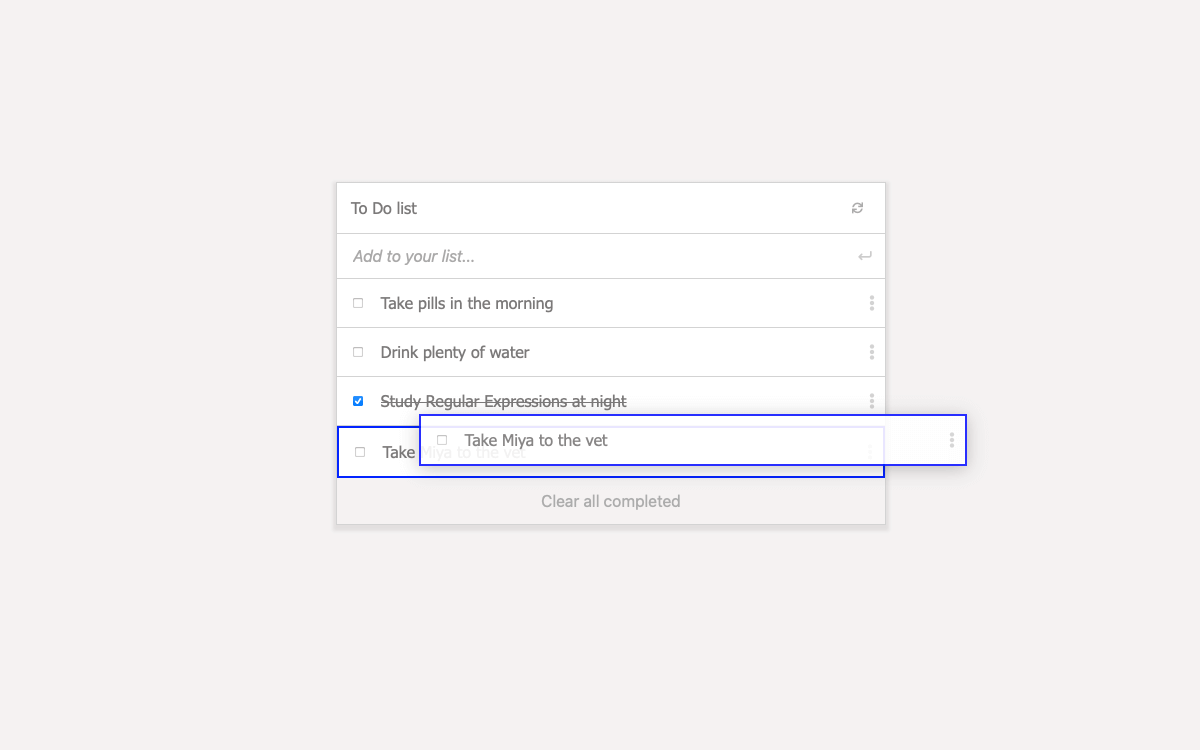 To Do list
Add to your list...
Take pills in the morning
Drink plenty of water
Study Regular Expressions at night
Take Miya to the vet
Take Miya to the vet
Clear all completed